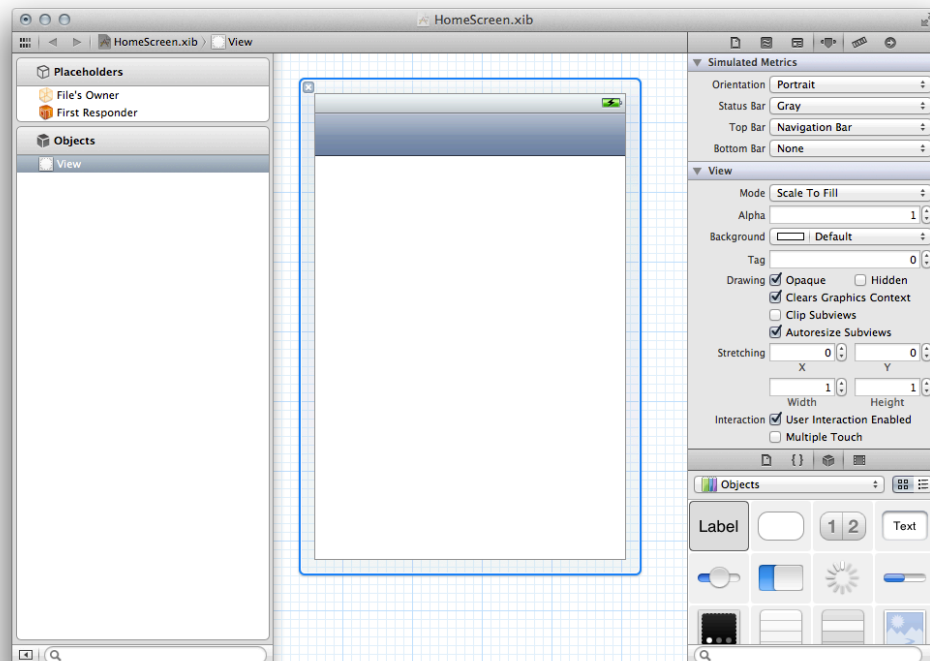 HomeScreen.xib
HomeScreen.xib View
Placeholders
File's Owner
First Responder
Objects
View
Simulated Metrics
Orientation Portrait
Status Bar Gray
Top Bar Navigation Bar
Bottom Bar None
View
Mode Scale To Fill
Alpha 1
Background Default
Tag 0
Drawing Opaque Hidden
Clears Graphics Context
Clip Subviews
Autoresize Subviews
Stretching 0 0
X Y
1 1
Width Height
Interaction User Interaction Enabled
Multiple Touch
{}
Objects
Label 1 2 Text